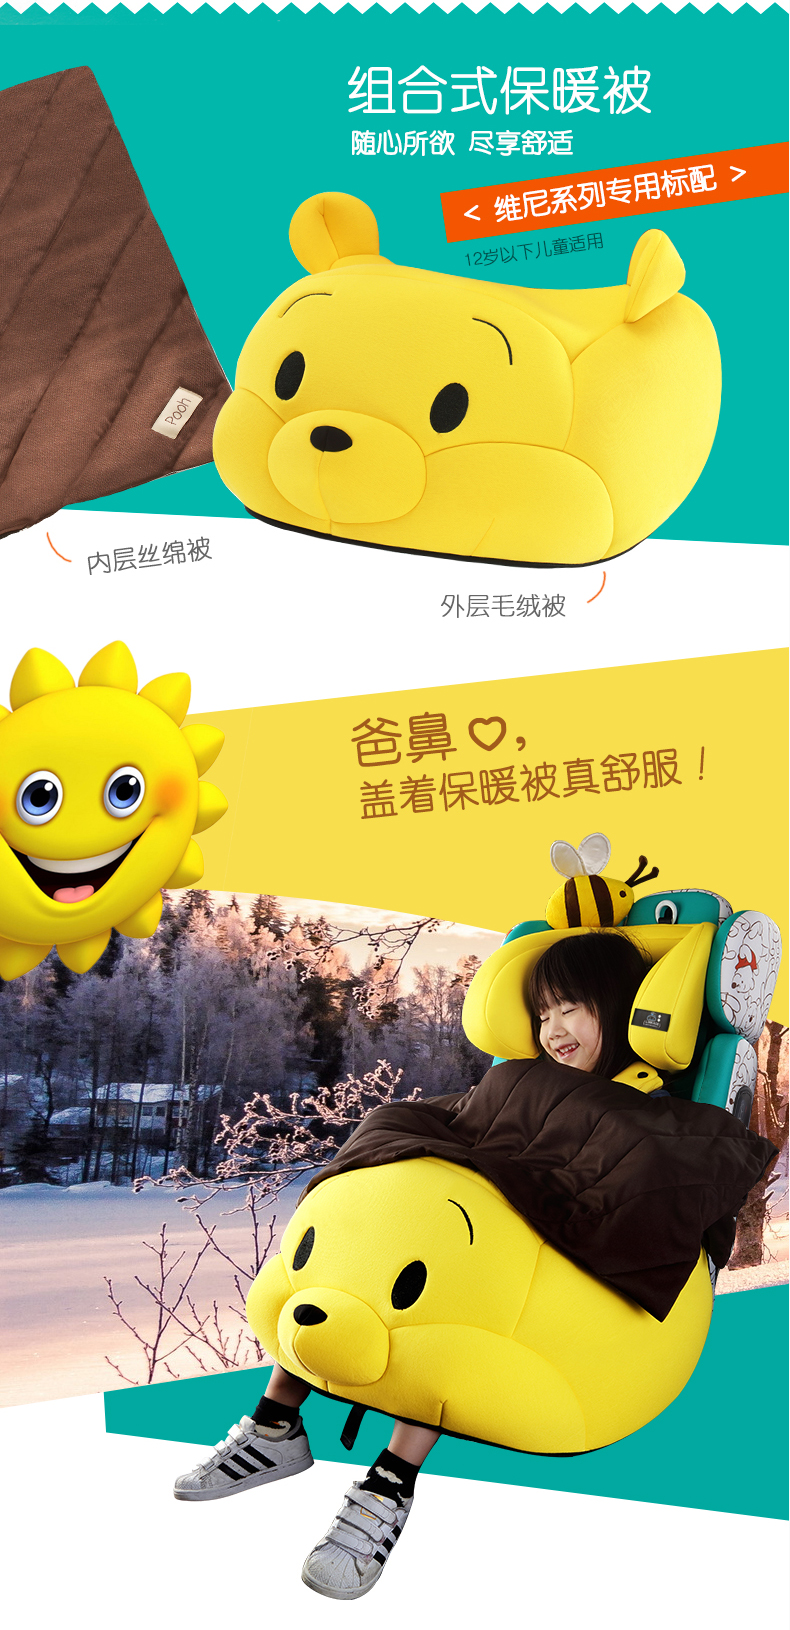 组合式保暖被
随心所欲 尽享舒适
< 维尼系列专用标配 >
12岁以下儿童适用
Pooh
内层丝绵被
外层毛绒被
爸鼻♡,
盖着保暖被真舒服！